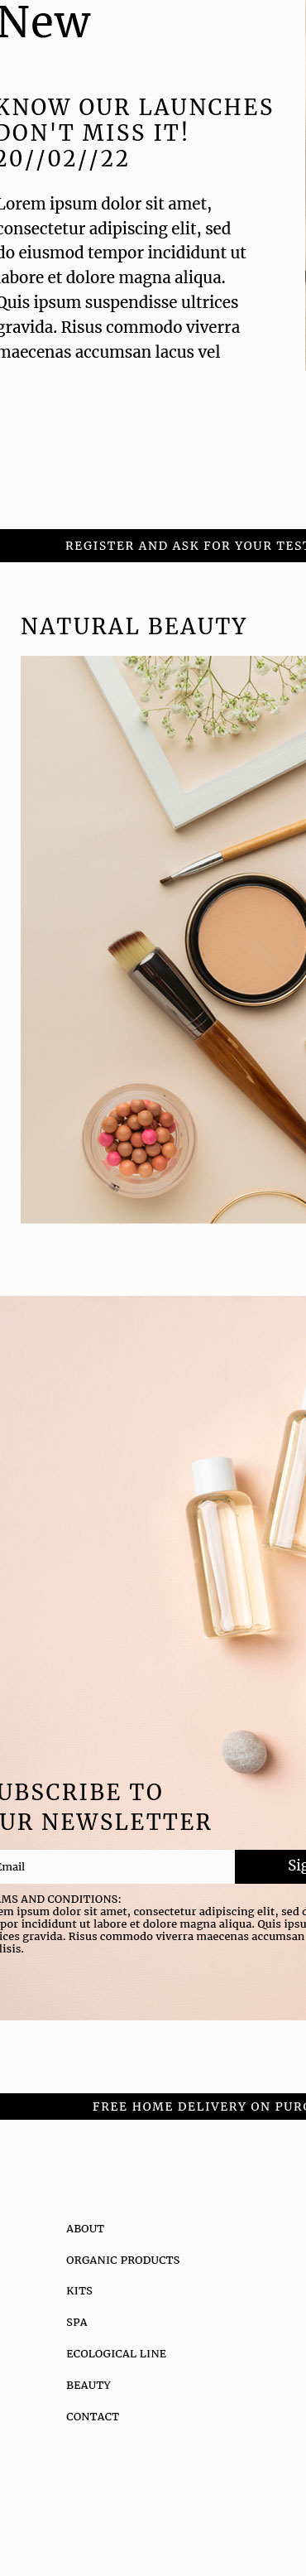 New
KNOW OUR LAUNCHES
DON'T MISS IT!
20//02//22
Lorem ipsum dolor sit amet,
consectetur adipiscing elit, sed
do eiusmod tempor incididunt ut
labore et dolore magna aliqua.
Quis ipsum suspendisse ultrices
gravida. Risus commodo viverra
maecenas accumsan lacus vel
REGISTER AND ASK FOR YOUR TEST
NATURAL BEAUTY
UBSCRIBE TO
UR NEWSLETTER
Email
Sig
MS AND CONDITIONS:
em ipsum dolor sit amet, consectetur adipiscing elit, sed d
por incididunt ut labore et dolore magna aliqua. Quis ipsu
ices gravida. Risus commodo viverra maecenas accumsan
lisis.
FREE HOME DELIVERY ON PUR
ABOUT
ORGANIC PRODUCTS
KITS
SPA
ECOLOGICAL LINE
BEAUTY
CONTACT